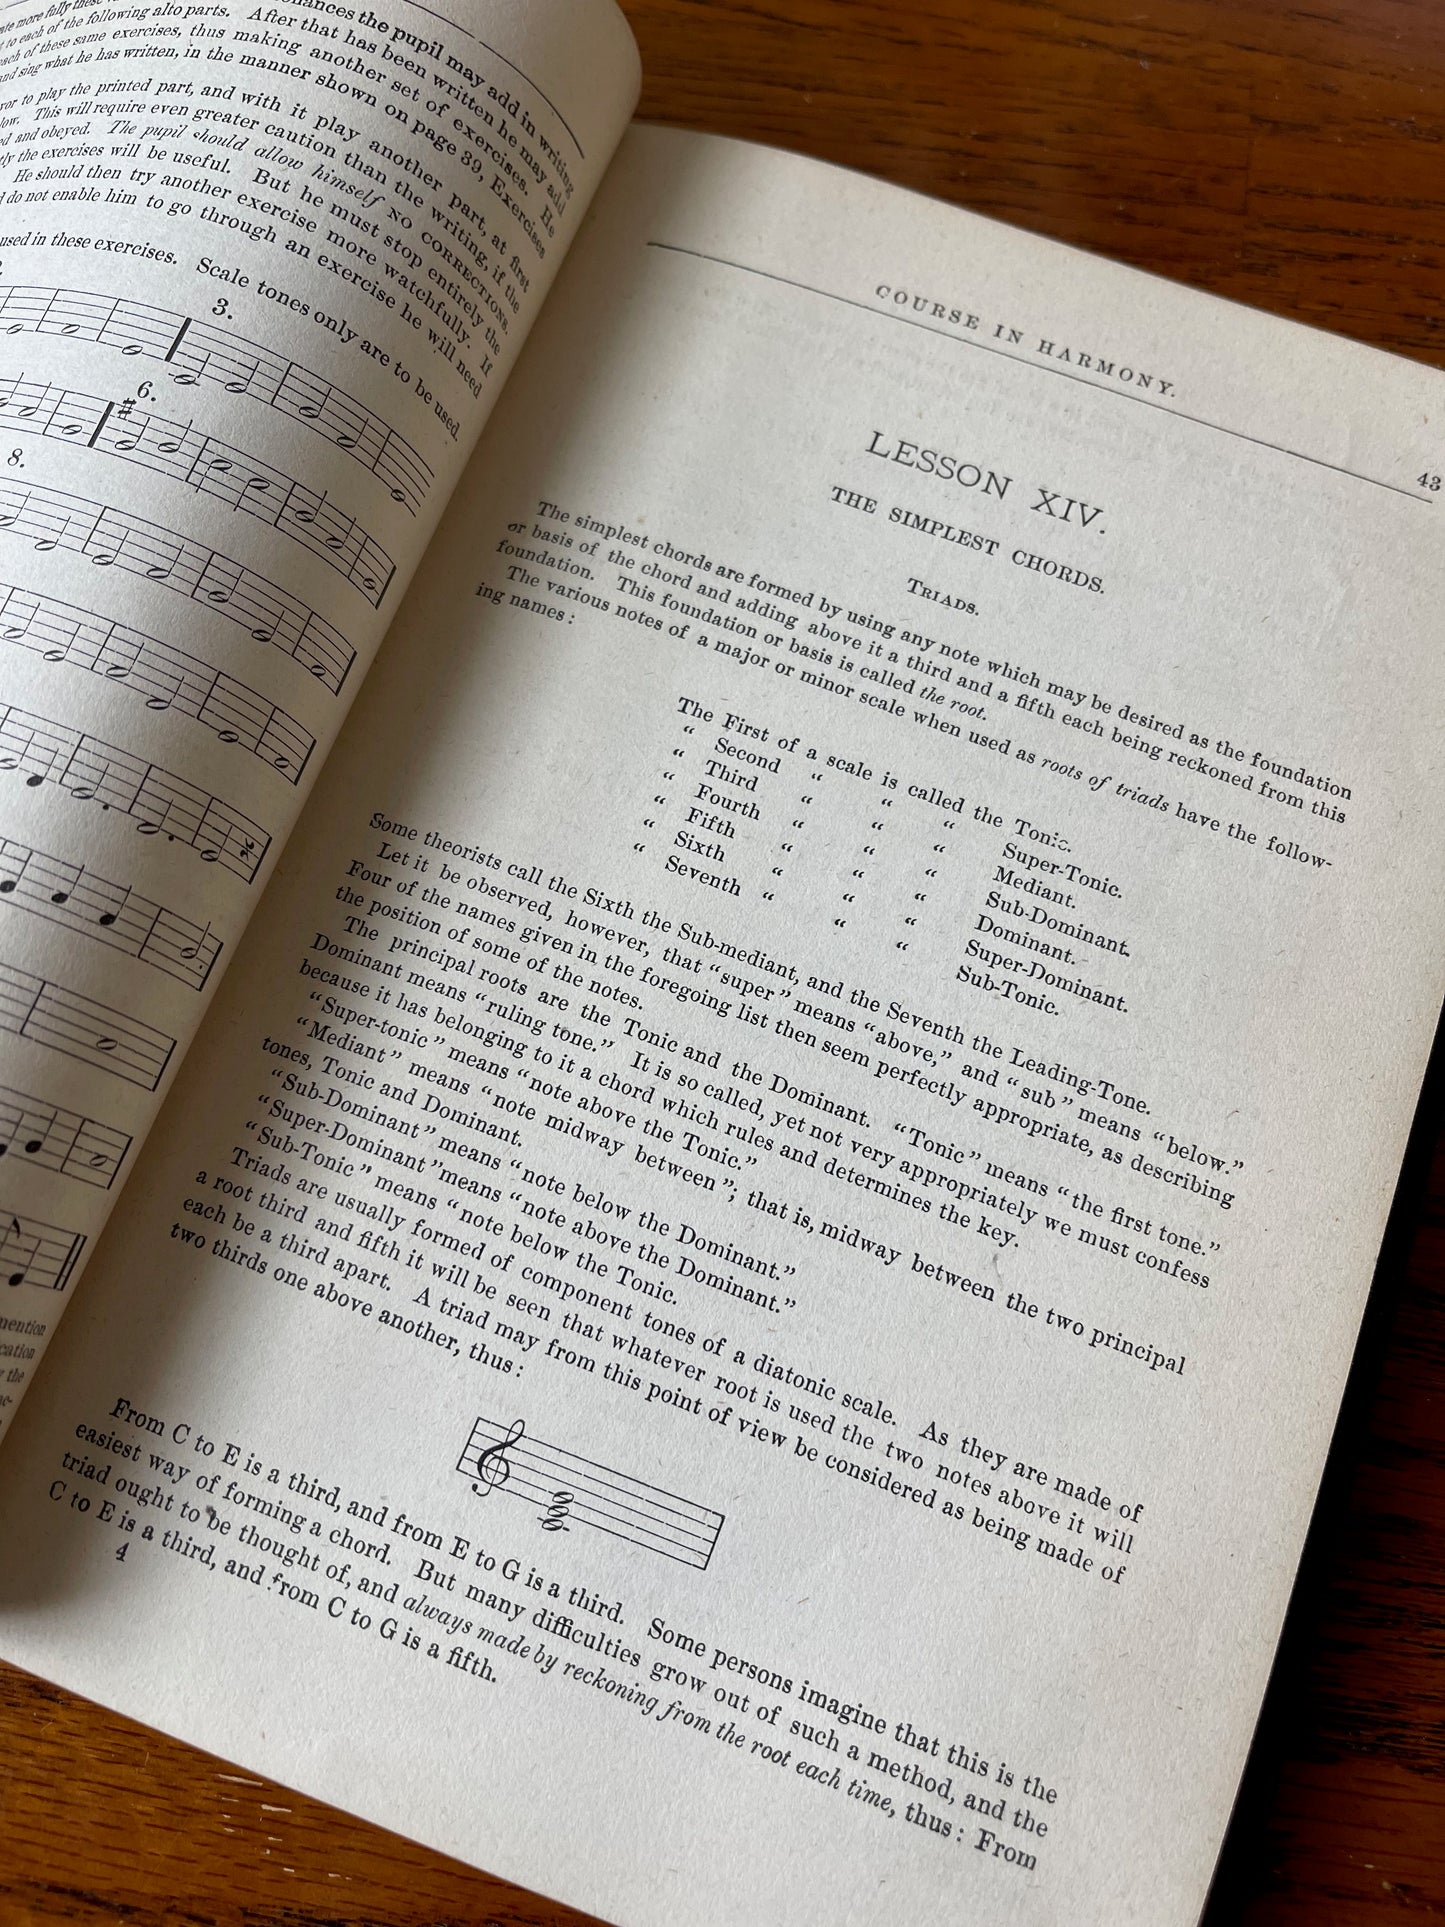 onances the pupil may add in writing
ate more fully these
to each of the following alto parts. After that has been written he may add
each of these same exercises, thus making another set of exercises. He
and sing what he has written, in the manner shown on page 39, Exercises
vor to play the printed part, and with it play another part, at first
low. This will require even greater caution than the writing, if the
ed and obeyed. The pupil should allow himself NO CORRECTIONS.
tly the exercises will be useful. But he must stop entirely the
He should then try another exercise more watchfully. If
d do not enable him to go through an exercise he will need
used in these exercises. Scale tones only are to be used.
3.
6.
8.
mention
cation
the
COURSE IN HARMONY.
43
LESSON XIV.
THE SIMPLEST CHORDS.
TRIADS.
The simplest chords are formed by using any note which may be desired as the foundation
or basis of the chord and adding above it a third and a fifth each being reckoned from this
foundation. This foundation or basis is called the root.
The various notes of a major or minor scale when used as roots of triads have the follow-
ing names:
The First of a scale is called the Tonic.
“ Second “ “ “ Super-Tonic.
“ Third “ “ “ Mediant.
“ Fourth “ “ “ Sub-Dominant.
“ Fifth “ “ “ Dominant.
“ Sixth “ “ “ Super-Dominant.
“ Seventh “ “ “ Sub-Tonic.
Some theorists call the Sixth the Sub-mediant, and the Seventh the Leading-Tone.
Let it be observed, however, that “super” means “above,” and “sub” means “below.”
Four of the names given in the foregoing list then seem perfectly appropriate, as describing
the position of some of the notes.
The principal roots are the Tonic and the Dominant. “Tonic” means “the first tone.”
Dominant means “ruling tone.” It is so called, yet not very appropriately we must confess
because it has belonging to it a chord which rules and determines the key.
“Super-tonic” means “note above the Tonic.”
“Mediant” means “note midway between”; that is, midway between the two principal
tones, Tonic and Dominant.
“Sub-Dominant” means “note below the Dominant.”
“Super-Dominant” means “note above the Dominant.”
“Sub-Tonic” means “note below the Tonic.
Triads are usually formed of component tones of a diatonic scale. As they are made of
a root third and fifth it will be seen that whatever root is used the two notes above it will
each be a third apart. A triad may from this point of view be considered as being made of
two thirds one above another, thus:
From C to E is a third, and from E to G is a third. Some persons imagine that this is the
easiest way of forming a chord. But many difficulties grow out of such a method, and the
triad ought to be thought of, and always made by reckoning from the root each time, thus: From
C to E is a third, and from C to G is a fifth.
4